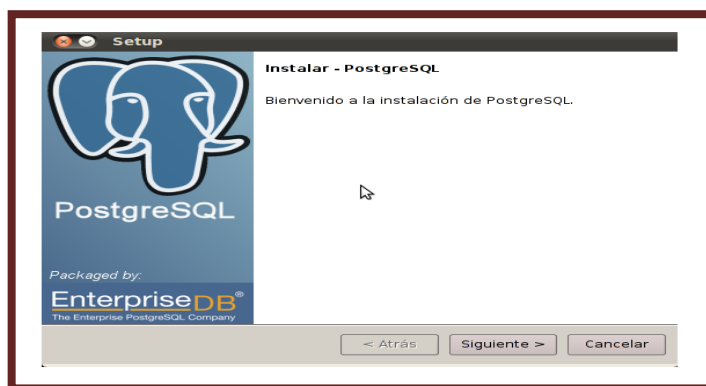 Setup
Instalar - PostgreSQL
Bienvenido a la instalación de PostgreSQL.
PostgreSQL
Packaged by:
EnterpriseDB®
The Enterprise PostgreSQL Company
< Atrás
Siguiente >
Cancelar